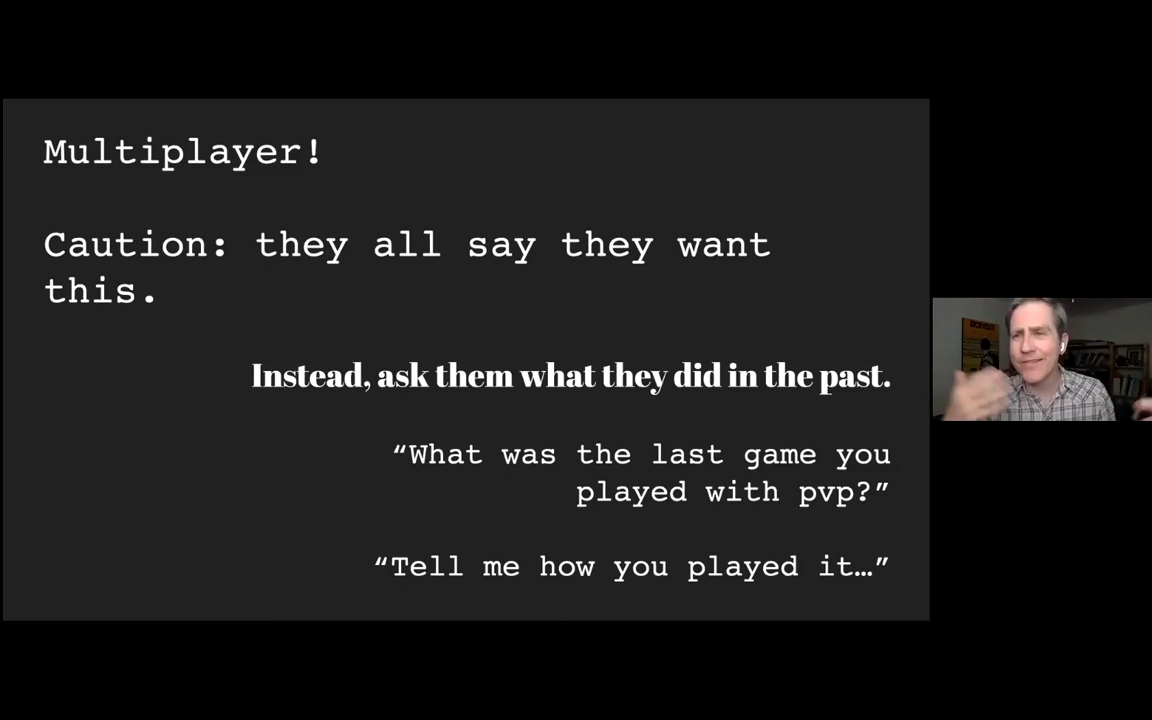 Multiplayer!
Caution: they all say they want
this.
Instead, ask them what they did in the past.
“What was the last game you
played with pvp?”
“Tell me how you played it…”